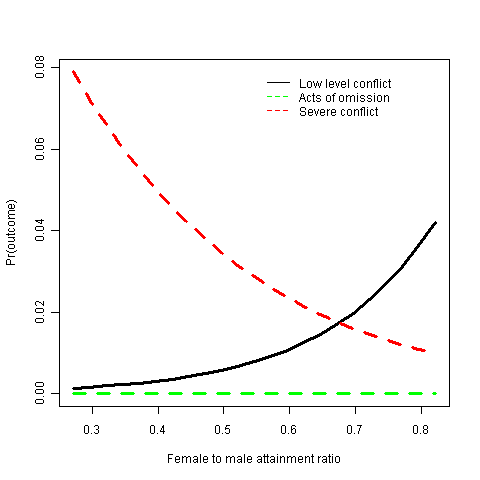 Low level conflict
Acts of omission
Severe conflict
Pr(outcome)
0.08
0.06
0.04
0.02
0.00
0.3 0.4 0.5 0.6 0.7 0.8
Female to male attainment ratio